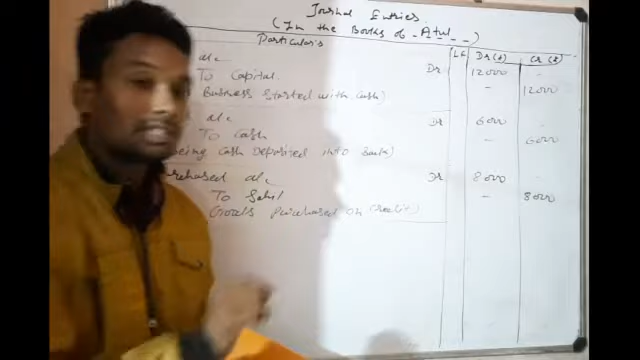 Journal Entries
(In the Books of Atul)
Particulars L.F Dr(₹) Cr(₹)
a/c Dr 12000 -
To Capital - 12000
Business Started with Cash)
a/c Dr 6000 -
To Cash - 6000
Being Cash Deposited into Bank)
Purchased a/c Dr 8000 -
To Sahil - 8000
Goods Purchased on Credit)